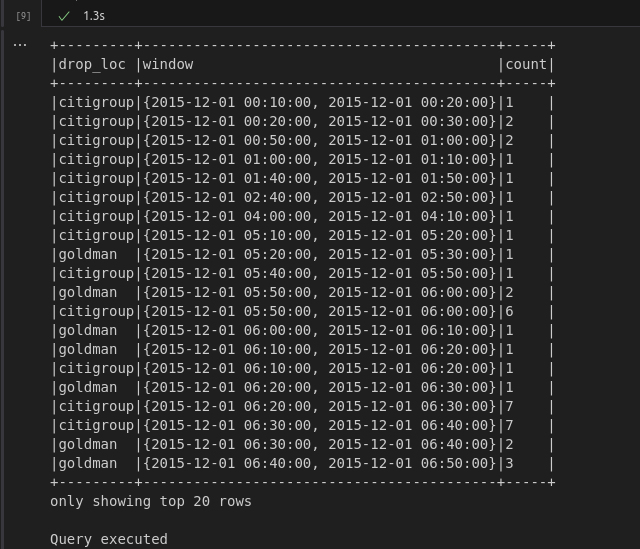 [9] ✓ 1.3s
...
+---------+------------------------------------------+-----+
|drop_loc |window                                    |count|
+---------+------------------------------------------+-----+
|citigroup|{2015-12-01 00:10:00, 2015-12-01 00:20:00}|1    |
|citigroup|{2015-12-01 00:20:00, 2015-12-01 00:30:00}|2    |
|citigroup|{2015-12-01 00:50:00, 2015-12-01 01:00:00}|2    |
|citigroup|{2015-12-01 01:00:00, 2015-12-01 01:10:00}|1    |
|citigroup|{2015-12-01 01:40:00, 2015-12-01 01:50:00}|1    |
|citigroup|{2015-12-01 02:40:00, 2015-12-01 02:50:00}|1    |
|citigroup|{2015-12-01 04:00:00, 2015-12-01 04:10:00}|1    |
|citigroup|{2015-12-01 05:10:00, 2015-12-01 05:20:00}|1    |
|goldman  |{2015-12-01 05:20:00, 2015-12-01 05:30:00}|1    |
|citigroup|{2015-12-01 05:40:00, 2015-12-01 05:50:00}|1    |
|goldman  |{2015-12-01 05:50:00, 2015-12-01 06:00:00}|2    |
|citigroup|{2015-12-01 05:50:00, 2015-12-01 06:00:00}|6    |
|goldman  |{2015-12-01 06:00:00, 2015-12-01 06:10:00}|1    |
|goldman  |{2015-12-01 06:10:00, 2015-12-01 06:20:00}|1    |
|citigroup|{2015-12-01 06:10:00, 2015-12-01 06:20:00}|1    |
|goldman  |{2015-12-01 06:20:00, 2015-12-01 06:30:00}|1    |
|citigroup|{2015-12-01 06:20:00, 2015-12-01 06:30:00}|7    |
|citigroup|{2015-12-01 06:30:00, 2015-12-01 06:40:00}|7    |
|goldman  |{2015-12-01 06:30:00, 2015-12-01 06:40:00}|2    |
|goldman  |{2015-12-01 06:40:00, 2015-12-01 06:50:00}|3    |
+---------+------------------------------------------+-----+
only showing top 20 rows
Query executed